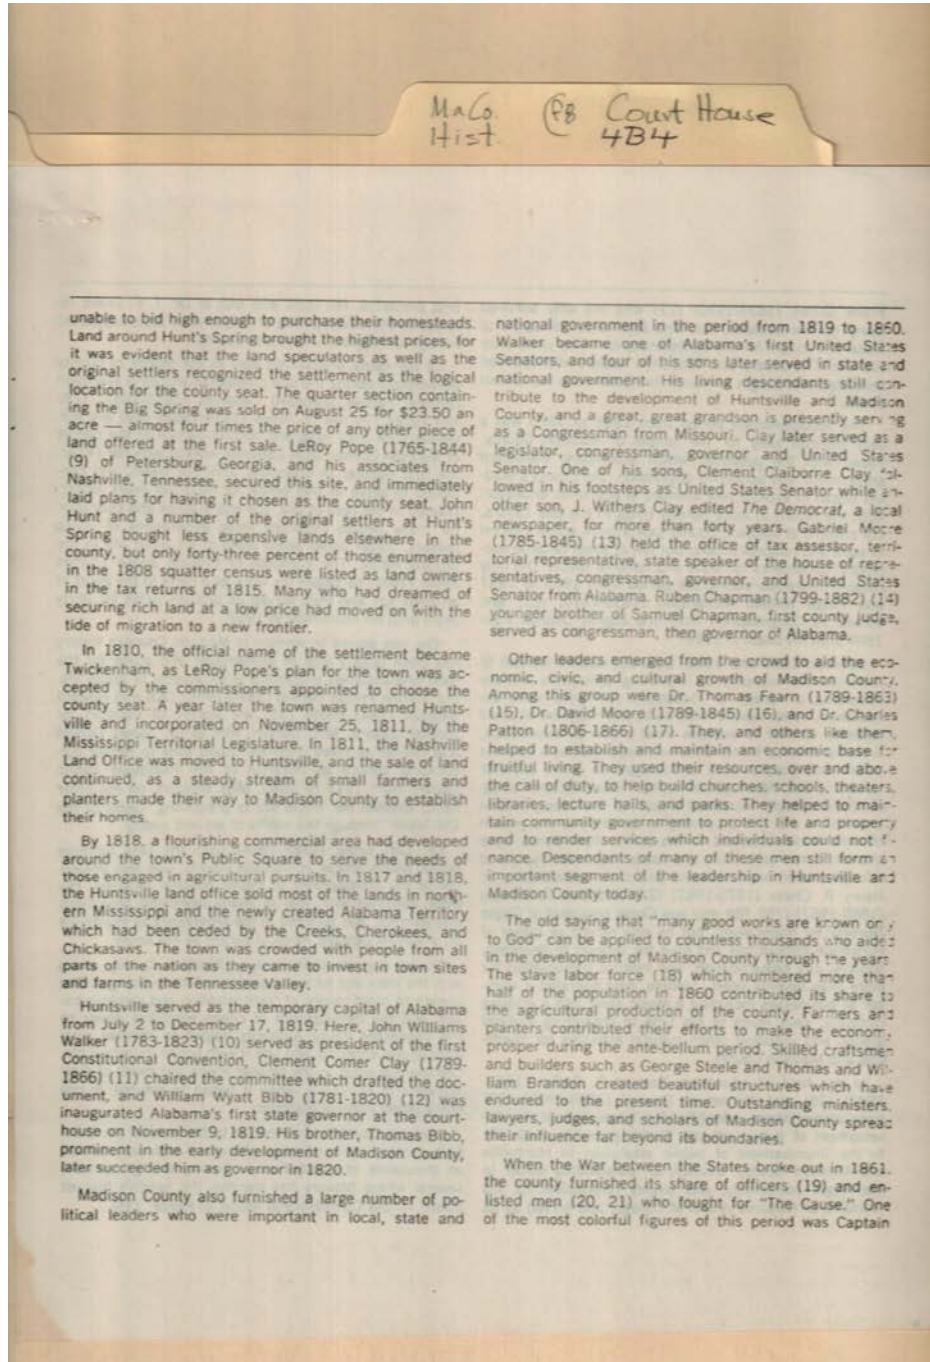 MaCo. f8 Court House
Hist. 4B4
unable to bid high enough to purchase their homesteads.
Land around Hunt's Spring brought the highest prices, for
it was evident that the land speculators as well as the
original settlers recognized the settlement as the logical
location for the county seat. The quarter section contain-
ing the Big Spring was sold on August 25 for $23.50 an
acre — almost four times the price of any other piece of
land offered at the first sale. LeRoy Pope (1765-1844)
(9) of Petersburg, Georgia, and his associates from
Nashville, Tennessee, secured this site, and immediately
laid plans for having it chosen as the county seat. John
Hunt and a number of the original settlers at Hunt's
Spring bought less expensive lands elsewhere in the
county, but only forty-three percent of those enumerated
in the 1808 squatter census were listed as land owners
in the tax returns of 1815. Many who had dreamed of
securing rich land at a low price had moved on with the
tide of migration to a new frontier.
In 1810, the official name of the settlement became
Twickenham, as LeRoy Pope's plan for the town was ac-
cepted by the commissioners appointed to choose the
county seat. A year later the town was renamed Hunts-
ville and incorporated on November 25, 1811, by the
Mississippi Territorial Legislature. In 1811, the Nashville
Land Office was moved to Huntsville, and the sale of land
continued, as a steady stream of small farmers and
planters made their way to Madison County to establish
their homes.
By 1818, a flourishing commercial area had developed
around the town's Public Square to serve the needs of
those engaged in agricultural pursuits. In 1817 and 1818,
the Huntsville land office sold most of the lands in north-
ern Mississippi and the newly created Alabama Territory
which had been ceded by the Creeks, Cherokees, and
Chickasaws. The town was crowded with people from all
parts of the nation as they came to invest in town sites
and farms in the Tennessee Valley.
Huntsville served as the temporary capital of Alabama
from July 2 to December 17, 1819. Here, John Williams
Walker (1783-1823) (10) served as president of the first
Constitutional Convention, Clement Comer Clay (1789-
1866) (11) chaired the committee which drafted the doc-
ument, and William Wyatt Bibb (1781-1820) (12) was
inaugurated Alabama's first state governor at the court-
house on November 9, 1819. His brother, Thomas Bibb,
prominent in the early development of Madison County,
later succeeded him as governor in 1820.
Madison County also furnished a large number of po-
litical leaders who were important in local, state and
national government in the period from 1819 to 1860.
Walker became one of Alabama's first United States
Senators, and four of his sons later served in state and
national government. His living descendants still con-
tribute to the development of Huntsville and Madison
County, and a great, great grandson is presently serving
as a Congressman from Missouri. Clay later served as a
legislator, congressman, governor and United States
Senator. One of his sons, Clement Claiborne Clay fol-
lowed in his footsteps as United States Senator while an-
other son, J. Withers Clay edited The Democrat, a local
newspaper, for more than forty years. Gabriel Moore
(1785-1845) (13) held the office of tax assessor, terri-
torial representative, state speaker of the house of repre-
sentatives, congressman, governor, and United States
Senator from Alabama. Ruben Chapman (1799-1882) (14)
younger brother of Samuel Chapman, first county judge,
served as congressman, then governor of Alabama.
Other leaders emerged from the crowd to aid the eco-
nomic, civic, and cultural growth of Madison County.
Among this group were Dr. Thomas Fearn (1789-1863)
(15), Dr. David Moore (1789-1845) (16), and Dr. Charles
Patton (1806-1866) (17). They, and others like them,
helped to establish and maintain an economic base for
fruitful living. They used their resources, over and above
the call of duty, to help build churches, schools, theaters,
libraries, lecture halls, and parks. They helped to main-
tain community government to protect life and property
and to render services which individuals could not fi-
nance. Descendants of many of these men still form an
important segment of the leadership in Huntsville and
Madison County today.
The old saying that "many good works are known only
to God" can be applied to countless thousands who aided
in the development of Madison County through the years.
The slave labor force (18) which numbered more than
half of the population in 1860 contributed its share to
the agricultural production of the county. Farmers and
planters contributed their efforts to make the economy
prosper during the ante-bellum period. Skilled craftsmen
and builders such as George Steele and Thomas and Wil-
liam Brandon created beautiful structures which have
endured to the present time. Outstanding ministers,
lawyers, judges, and scholars of Madison County spread
their influence far beyond its boundaries.
When the War between the States broke out in 1861,
the county furnished its share of officers (19) and en-
listed men (20, 21) who fought for "The Cause." One
of the most colorful figures of this period was Captain